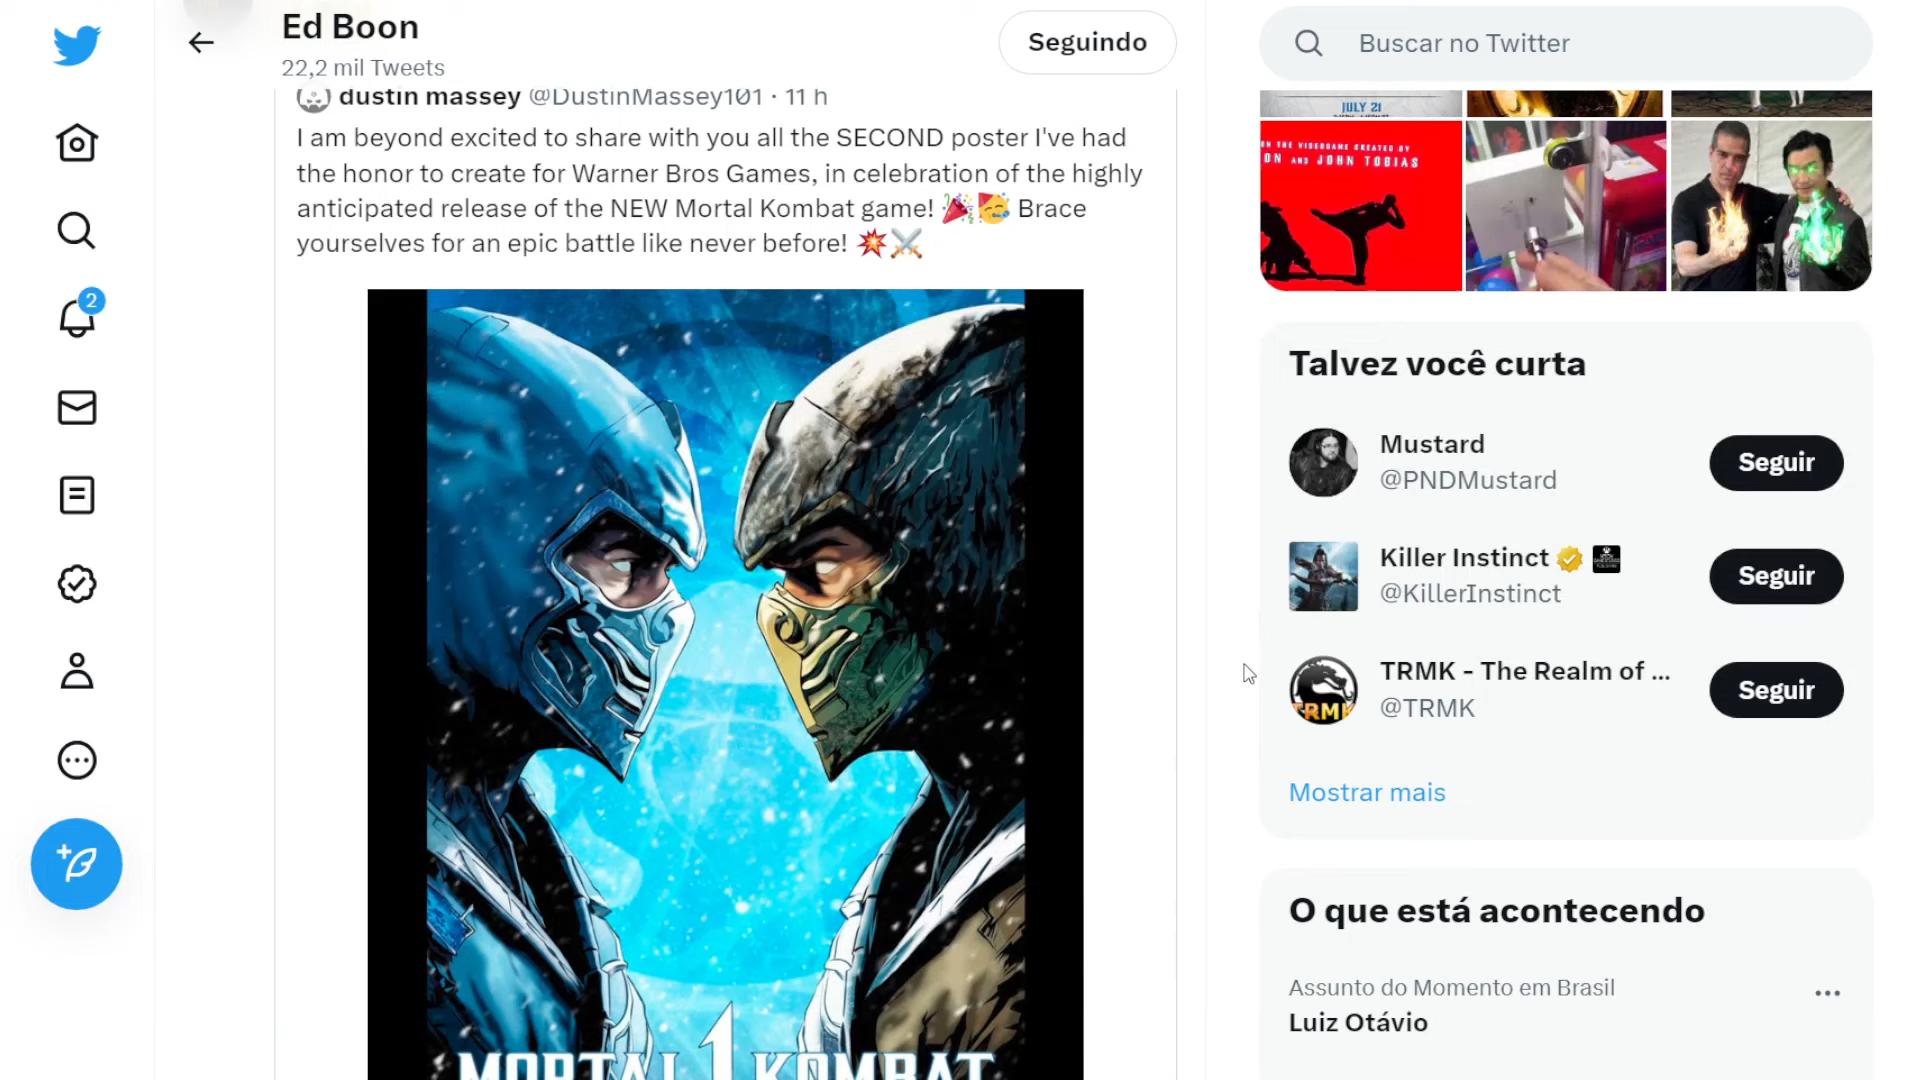 Ed Boon
22,2 mil Tweets
Seguindo
Buscar no Twitter
dustin massey @DustinMassey101 · 11 h
I am beyond excited to share with you all the SECOND poster I've had
the honor to create for Warner Bros Games, in celebration of the highly
anticipated release of the NEW Mortal Kombat game! 🎉🥳 Brace
yourselves for an epic battle like never before! 💥⚔️
MORTAL 1 KOMBAT
2
JULY 21
ON THE VIDEOGAME CREATED BY
ON AND JOHN TOBIAS
Talvez você curta
Mustard
@PNDMustard
Seguir
Killer Instinct
@KillerInstinct
Seguir
TRMK - The Realm of ...
@TRMK
Seguir
TRMK
Mostrar mais
O que está acontecendo
Assunto do Momento em Brasil
Luiz Otávio